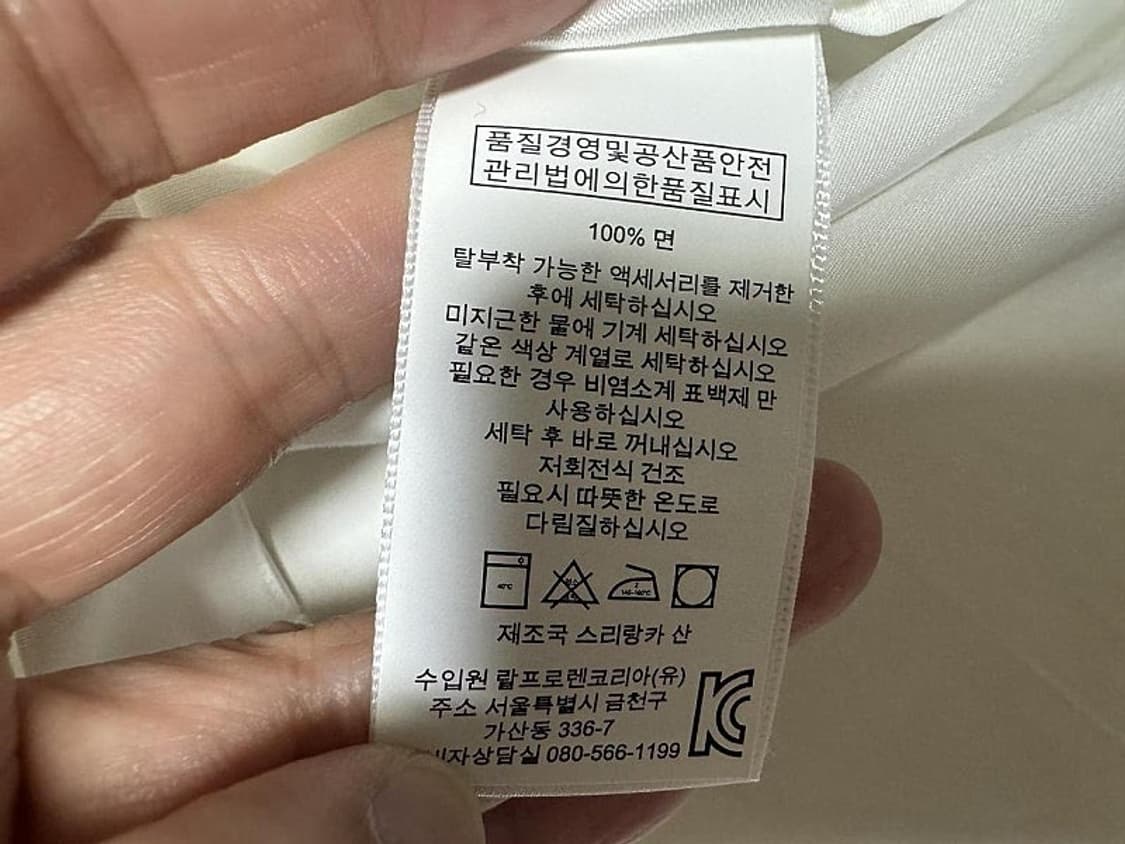 품질경영및공산품안전
관리법에의한품질표시
100% 면
탈부착 가능한 액세서리를 제거한
후에 세탁하십시오
미지근한 물에 기계 세탁하십시오
같은 색상 계열로 세탁하십시오
필요한 경우 비염소계 표백제 만
사용하십시오
세탁 후 바로 꺼내십시오
저회전식 건조
필요시 따뜻한 온도로
다림질하십시오
40°C
재조국 스리랑카 산
수입원 랄프로렌코리아(유)
주소 서울특별시 금천구
가산동 336-7
080-566-1199